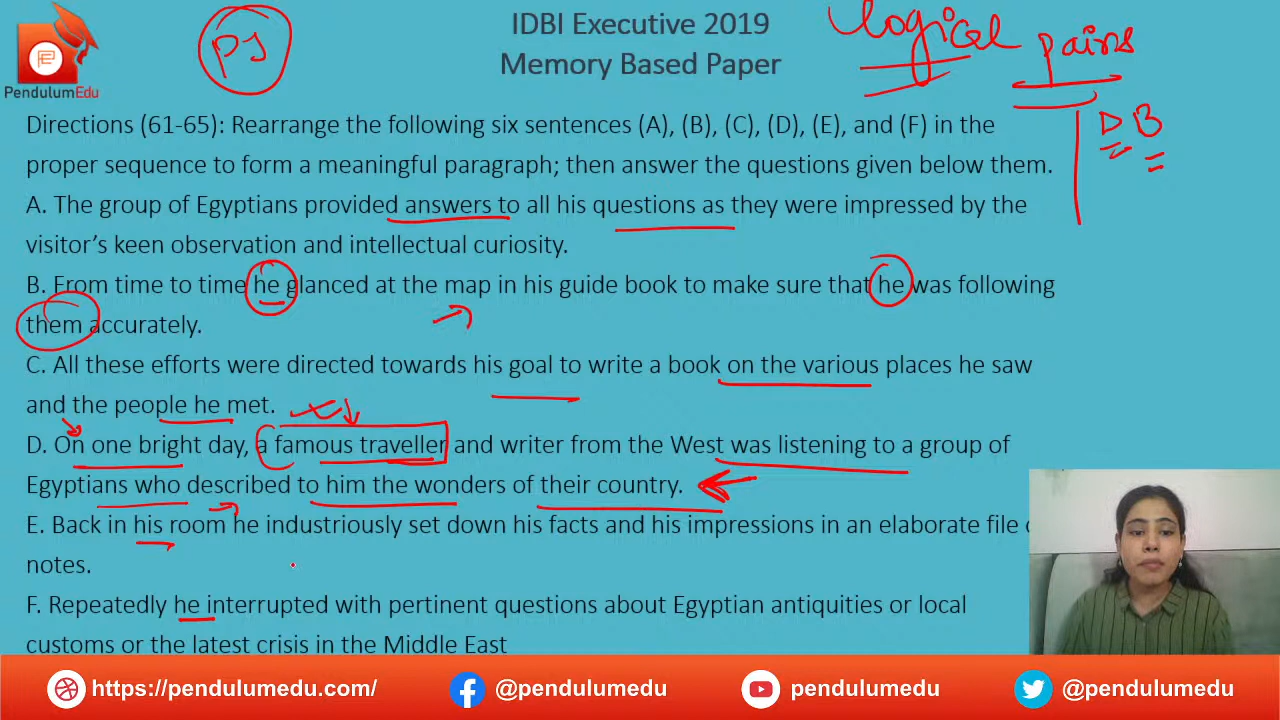 IDBI Executive 2019
Memory Based Paper
PJ
logical pairs
D B
PendulumEdu
Directions (61-65): Rearrange the following six sentences (A), (B), (C), (D), (E), and (F) in the
proper sequence to form a meaningful paragraph; then answer the questions given below them.
A. The group of Egyptians provided answers to all his questions as they were impressed by the
visitor's keen observation and intellectual curiosity.
B. From time to time he glanced at the map in his guide book to make sure that he was following
them accurately.
C. All these efforts were directed towards his goal to write a book on the various places he saw
and the people he met.
D. On one bright day, a famous traveller and writer from the West was listening to a group of
Egyptians who described to him the wonders of their country.
E. Back in his room he industriously set down his facts and his impressions in an elaborate file
notes.
F. Repeatedly he interrupted with pertinent questions about Egyptian antiquities or local
customs or the latest crisis in the Middle East
https://pendulumedu.com/ @pendulumedu pendulumedu @pendulumedu